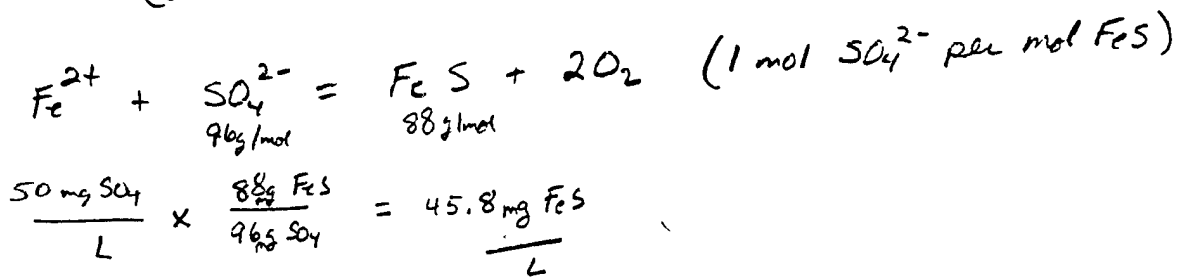 Fe²⁺ + SO₄²⁻ = FeS + 2O₂ (1 mol SO₄²⁻ per mol FeS)
96g/mol 88g/mol
50 mg SO₄ / L × 88g FeS / 96g SO₄ = 45.8 mg FeS / L